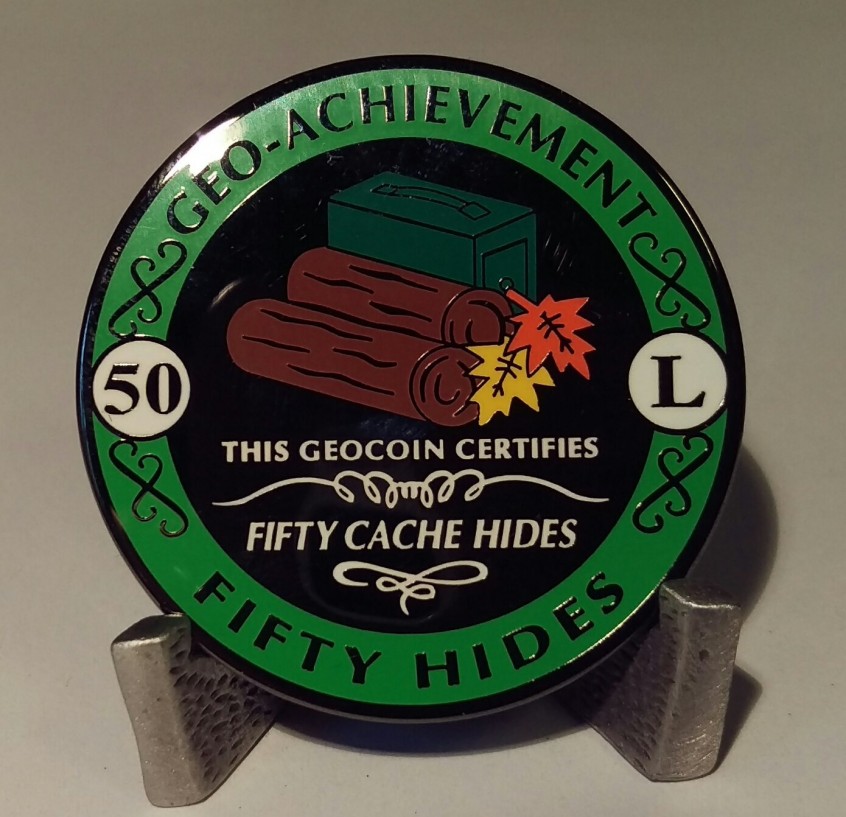 GEO-ACHIEVEMENT
50
L
THIS GEOCOIN CERTIFIES
FIFTY CACHE HIDES
FIFTY HIDES